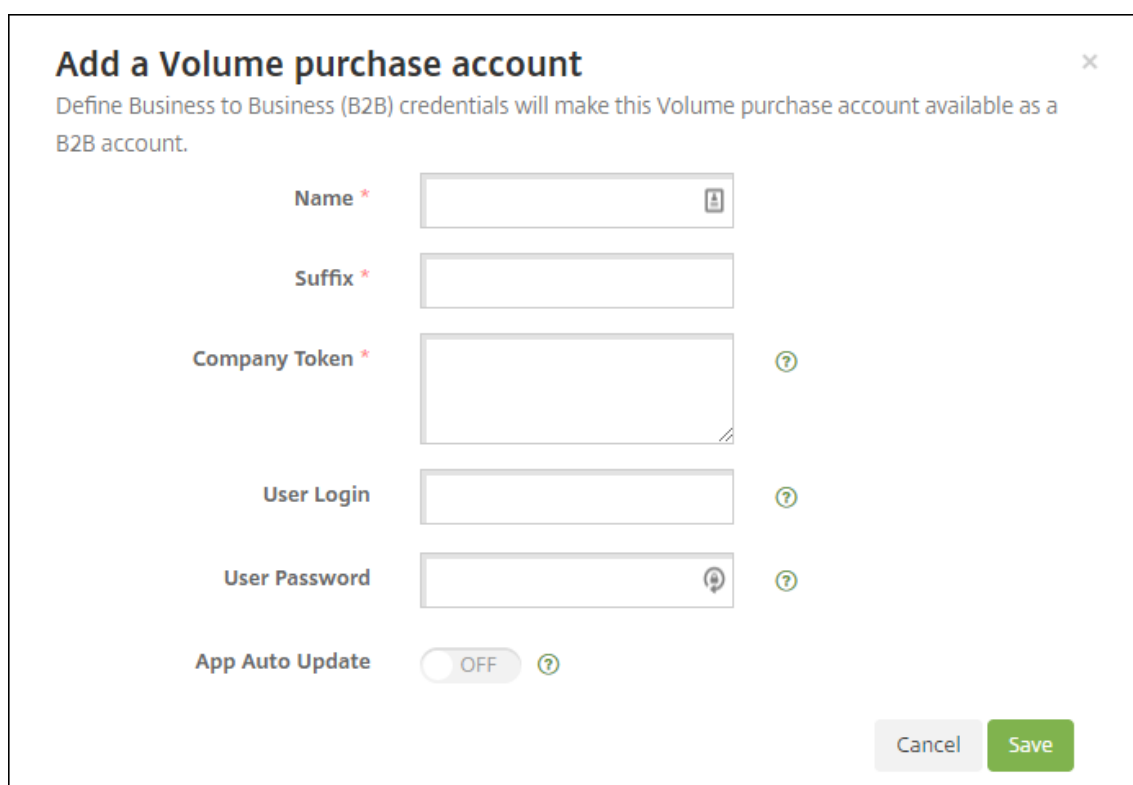 Add a Volume purchase account
Define Business to Business (B2B) credentials will make this Volume purchase account available as a
B2B account.
Name *
Suffix *
Company Token *
User Login
User Password
App Auto Update OFF
Cancel Save